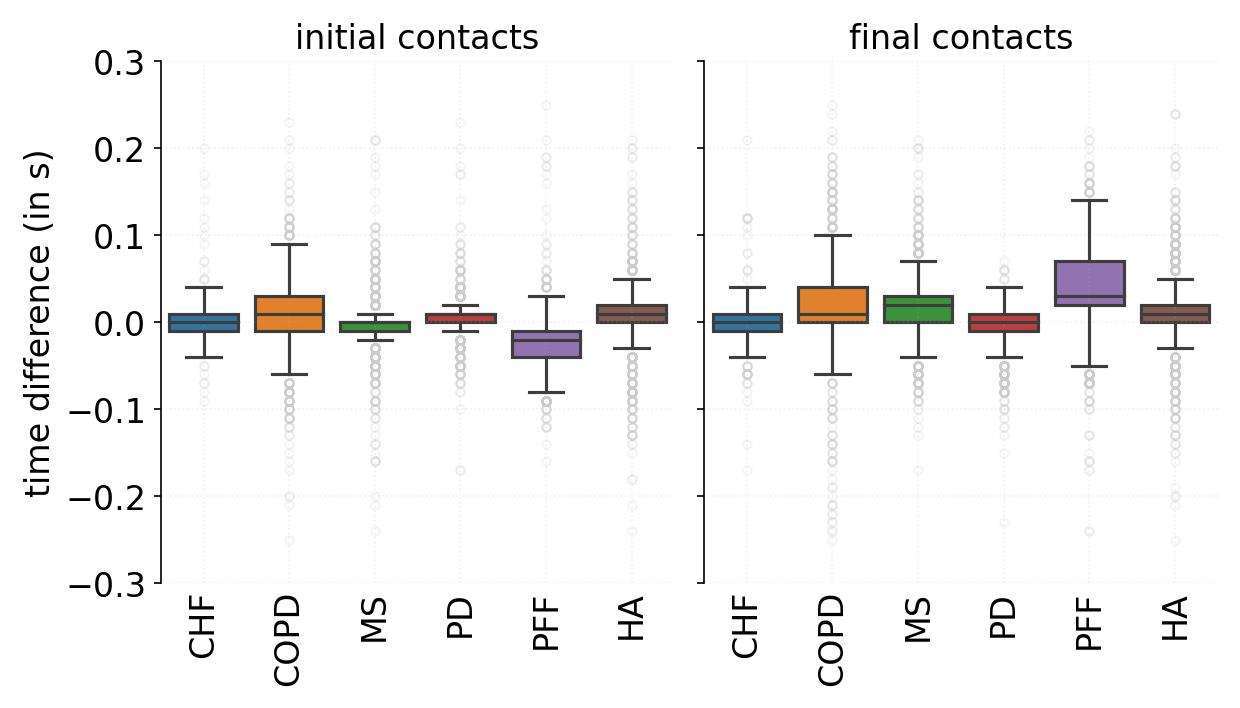 initial contacts
final contacts
time difference (in s)
0.3
0.2
0.1
0.0
−0.1
−0.2
−0.3
CHF
COPD
MS
PD
PFF
HA
CHF
COPD
MS
PD
PFF
HA